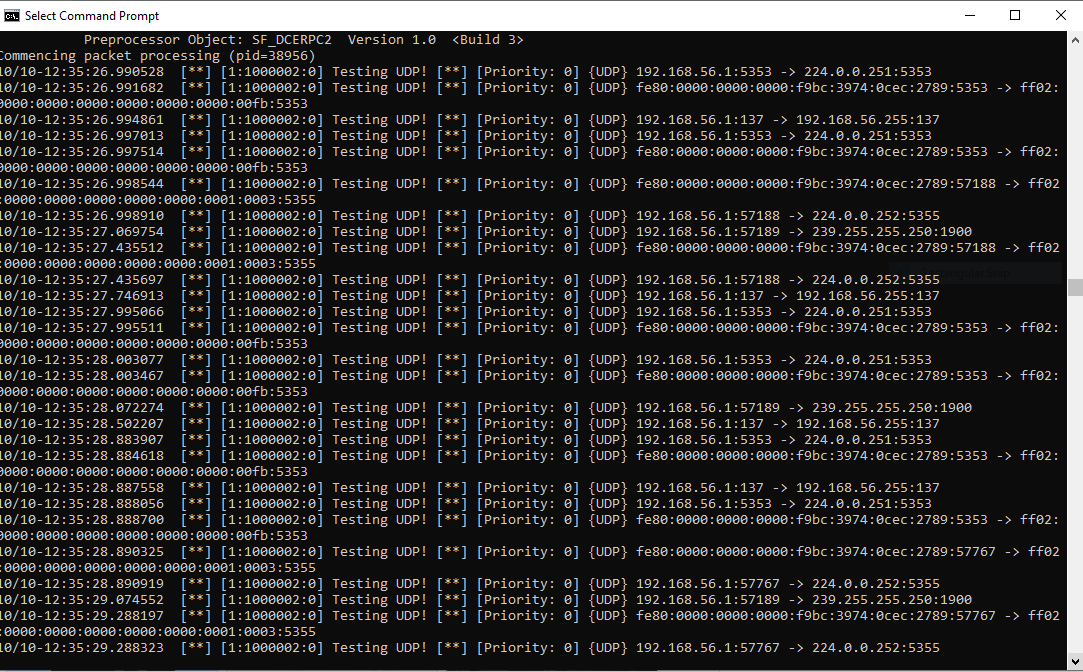 Select Command Prompt
Preprocessor Object: SF_DCERPC2  Version 1.0  <Build 3>
Commencing packet processing (pid=38956)
10/10-12:35:26.990528  [**] [1:1000002:0] Testing UDP! [**] [Priority: 0] {UDP} 192.168.56.1:5353 -> 224.0.0.251:5353
10/10-12:35:26.991682  [**] [1:1000002:0] Testing UDP! [**] [Priority: 0] {UDP} fe80:0000:0000:0000:f9bc:3974:0cec:2789:5353 -> ff02:
0000:0000:0000:0000:0000:0000:00fb:5353
10/10-12:35:26.994861  [**] [1:1000002:0] Testing UDP! [**] [Priority: 0] {UDP} 192.168.56.1:137 -> 192.168.56.255:137
10/10-12:35:26.997013  [**] [1:1000002:0] Testing UDP! [**] [Priority: 0] {UDP} 192.168.56.1:5353 -> 224.0.0.251:5353
10/10-12:35:26.997514  [**] [1:1000002:0] Testing UDP! [**] [Priority: 0] {UDP} fe80:0000:0000:0000:f9bc:3974:0cec:2789:5353 -> ff02:
0000:0000:0000:0000:0000:0000:00fb:5353
10/10-12:35:26.998544  [**] [1:1000002:0] Testing UDP! [**] [Priority: 0] {UDP} fe80:0000:0000:0000:f9bc:3974:0cec:2789:57188 -> ff02
:0000:0000:0000:0000:0000:0001:0003:5355
10/10-12:35:26.998910  [**] [1:1000002:0] Testing UDP! [**] [Priority: 0] {UDP} 192.168.56.1:57188 -> 224.0.0.252:5355
10/10-12:35:27.069754  [**] [1:1000002:0] Testing UDP! [**] [Priority: 0] {UDP} 192.168.56.1:57189 -> 239.255.255.250:1900
10/10-12:35:27.435512  [**] [1:1000002:0] Testing UDP! [**] [Priority: 0] {UDP} fe80:0000:0000:0000:f9bc:3974:0cec:2789:57188 -> ff02
:0000:0000:0000:0000:0000:0001:0003:5355
10/10-12:35:27.435697  [**] [1:1000002:0] Testing UDP! [**] [Priority: 0] {UDP} 192.168.56.1:57188 -> 224.0.0.252:5355
10/10-12:35:27.746913  [**] [1:1000002:0] Testing UDP! [**] [Priority: 0] {UDP} 192.168.56.1:137 -> 192.168.56.255:137
10/10-12:35:27.995066  [**] [1:1000002:0] Testing UDP! [**] [Priority: 0] {UDP} 192.168.56.1:5353 -> 224.0.0.251:5353
10/10-12:35:27.995511  [**] [1:1000002:0] Testing UDP! [**] [Priority: 0] {UDP} fe80:0000:0000:0000:f9bc:3974:0cec:2789:5353 -> ff02:
0000:0000:0000:0000:0000:0000:00fb:5353
10/10-12:35:28.003077  [**] [1:1000002:0] Testing UDP! [**] [Priority: 0] {UDP} 192.168.56.1:5353 -> 224.0.0.251:5353
10/10-12:35:28.003467  [**] [1:1000002:0] Testing UDP! [**] [Priority: 0] {UDP} fe80:0000:0000:0000:f9bc:3974:0cec:2789:5353 -> ff02:
0000:0000:0000:0000:0000:0000:00fb:5353
10/10-12:35:28.072274  [**] [1:1000002:0] Testing UDP! [**] [Priority: 0] {UDP} 192.168.56.1:57189 -> 239.255.255.250:1900
10/10-12:35:28.502207  [**] [1:1000002:0] Testing UDP! [**] [Priority: 0] {UDP} 192.168.56.1:137 -> 192.168.56.255:137
10/10-12:35:28.883907  [**] [1:1000002:0] Testing UDP! [**] [Priority: 0] {UDP} 192.168.56.1:5353 -> 224.0.0.251:5353
10/10-12:35:28.884618  [**] [1:1000002:0] Testing UDP! [**] [Priority: 0] {UDP} fe80:0000:0000:0000:f9bc:3974:0cec:2789:5353 -> ff02:
0000:0000:0000:0000:0000:0000:00fb:5353
10/10-12:35:28.887558  [**] [1:1000002:0] Testing UDP! [**] [Priority: 0] {UDP} 192.168.56.1:137 -> 192.168.56.255:137
10/10-12:35:28.888056  [**] [1:1000002:0] Testing UDP! [**] [Priority: 0] {UDP} 192.168.56.1:5353 -> 224.0.0.251:5353
10/10-12:35:28.888700  [**] [1:1000002:0] Testing UDP! [**] [Priority: 0] {UDP} fe80:0000:0000:0000:f9bc:3974:0cec:2789:5353 -> ff02:
0000:0000:0000:0000:0000:0000:00fb:5353
10/10-12:35:28.890325  [**] [1:1000002:0] Testing UDP! [**] [Priority: 0] {UDP} fe80:0000:0000:0000:f9bc:3974:0cec:2789:57767 -> ff02
:0000:0000:0000:0000:0000:0001:0003:5355
10/10-12:35:28.890919  [**] [1:1000002:0] Testing UDP! [**] [Priority: 0] {UDP} 192.168.56.1:57767 -> 224.0.0.252:5355
10/10-12:35:29.074552  [**] [1:1000002:0] Testing UDP! [**] [Priority: 0] {UDP} 192.168.56.1:57189 -> 239.255.255.250:1900
10/10-12:35:29.288197  [**] [1:1000002:0] Testing UDP! [**] [Priority: 0] {UDP} fe80:0000:0000:0000:f9bc:3974:0cec:2789:57767 -> ff02
:0000:0000:0000:0000:0000:0001:0003:5355
10/10-12:35:29.288323  [**] [1:1000002:0] Testing UDP! [**] [Priority: 0] {UDP} 192.168.56.1:57767 -> 224.0.0.252:5355